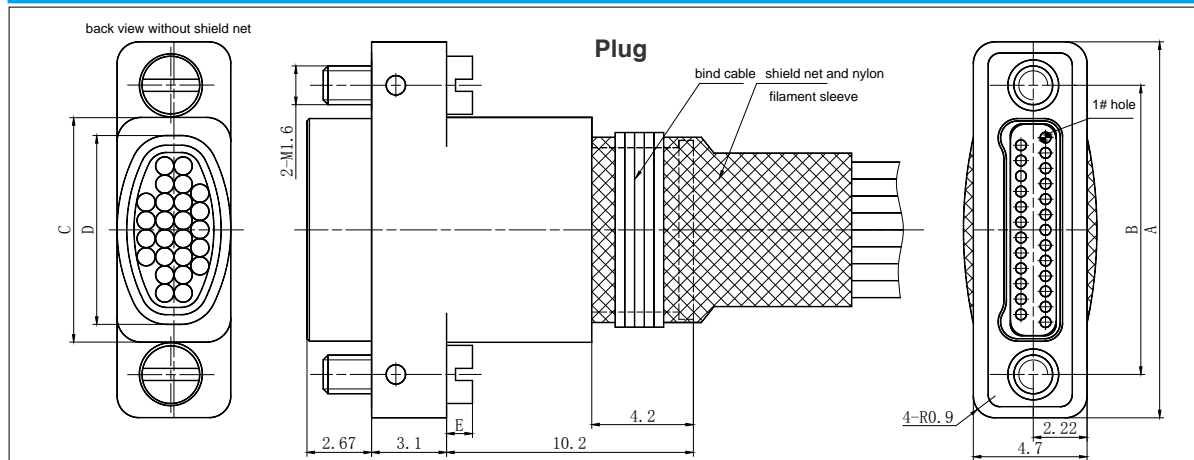 back view without shield net
Plug
bind cable
shield net and nylon
filament sleeve
1# hole
2-M1.6
C
D
B
A
E
4.2
4-R0.9
2.67
3.1
10.2
2.22
4.7